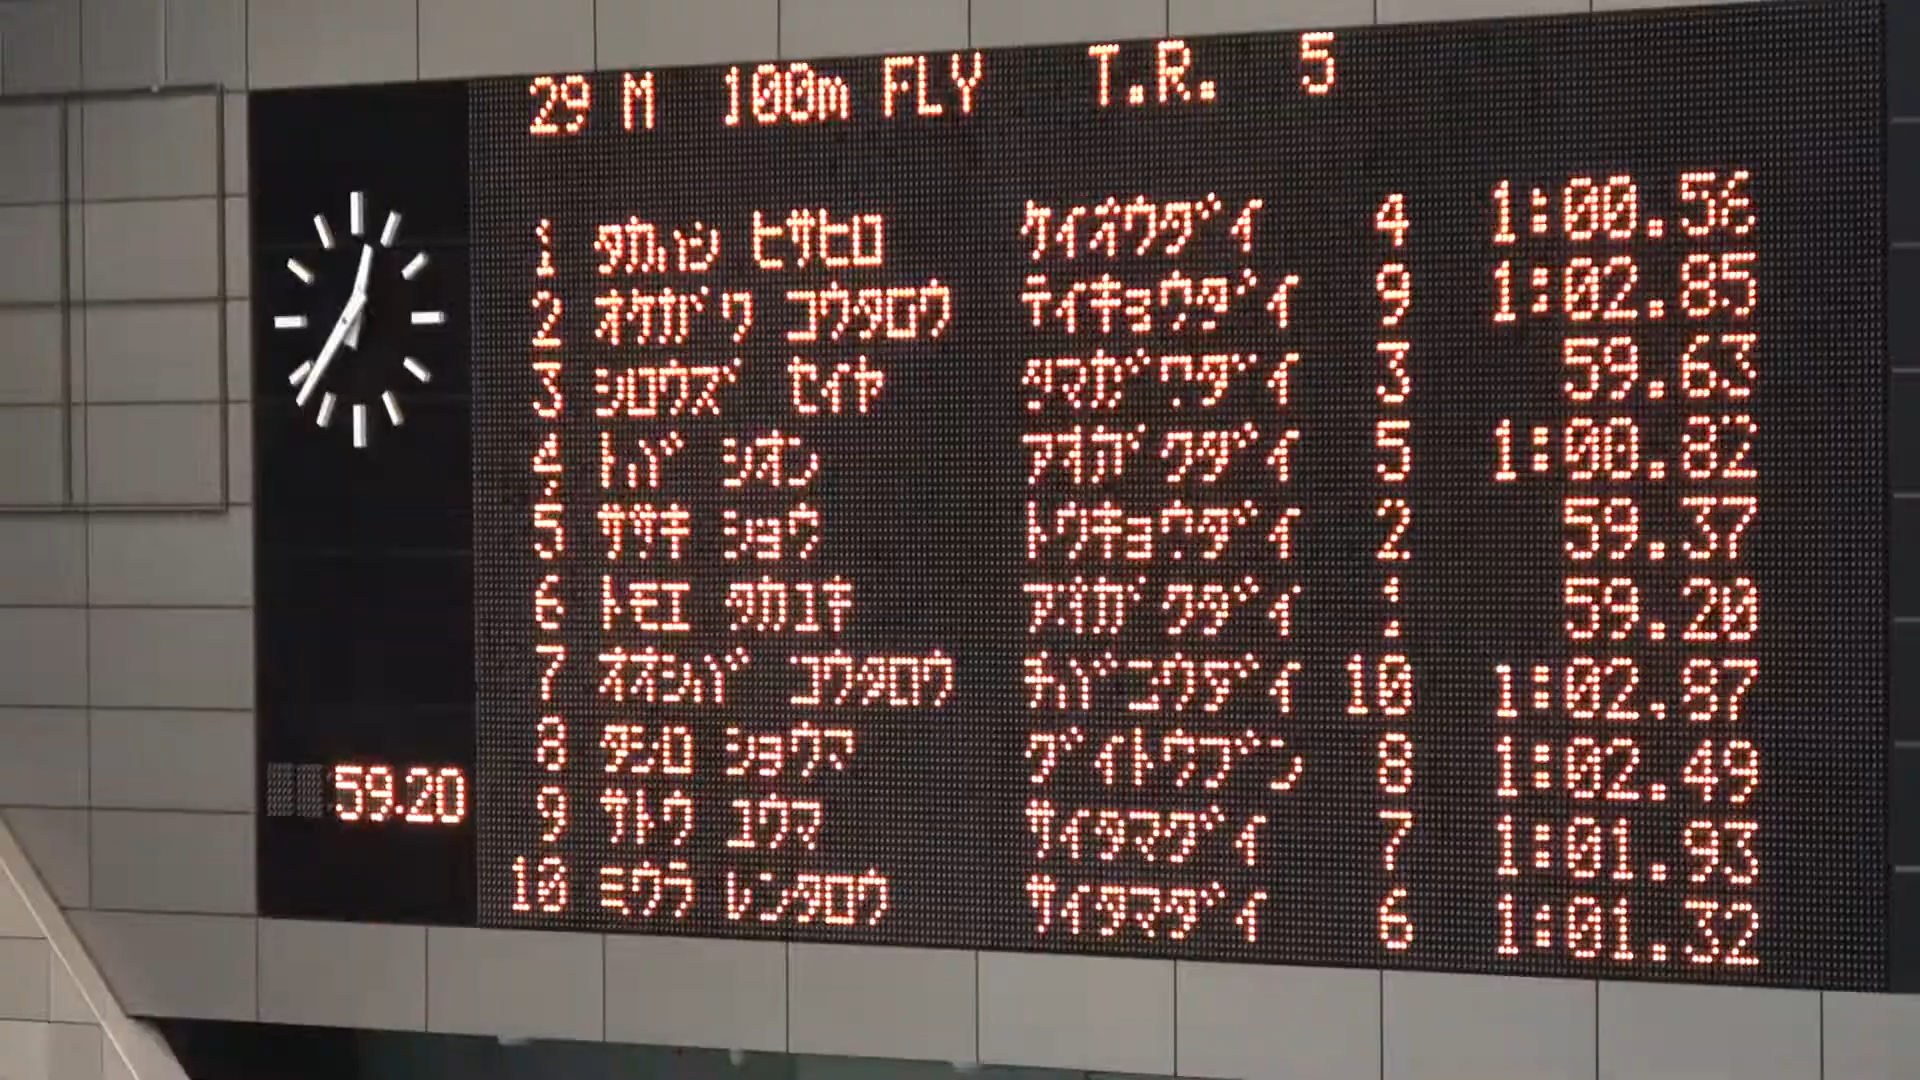 29 M 100m FLY T.R. 5
1 タカハシ ヒサヒロ ケイオウダイ 4 1:00.56
2 オケガワ コウタロウ テイキョウダイ 9 1:02.85
3 シロウズ セイヤ タマガワダイ 3 59.63
4 トバ シオン アオガクダイ 5 1:00.82
5 ササキ ショウ トウキョウダイ 2 59.37
6 トモエ タカユキ アオガクダイ 1 59.20
7 オオシバ コウタロウ チバコウダイ 10 1:02.87
8 タシロ ショウマ ダイトウブン 8 1:02.49
59.20
9 サトウ ユウマ サイタマダイ 7 1:01.93
10 ミウラ レンタロウ サイタマダイ 6 1:01.32